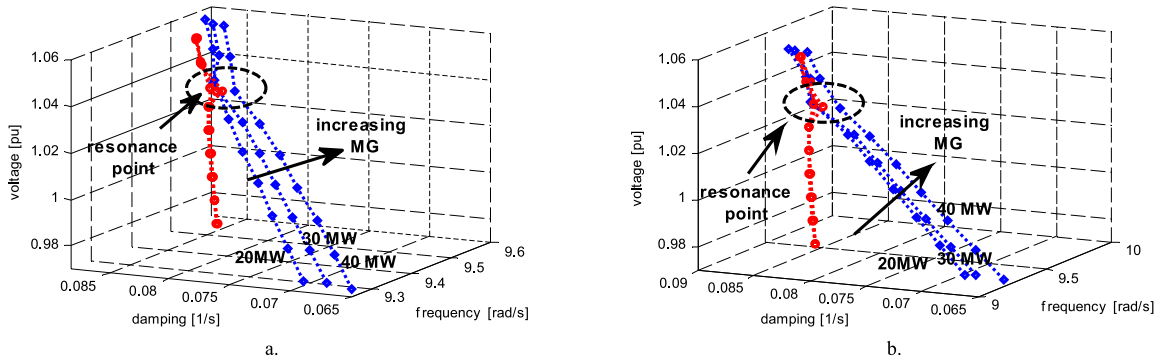 1.06
1.04
1.02
1
0.98
voltage [pu]
0.085
0.08
0.075
0.07
0.065
damping [1/s]
9.3
9.4
9.5
9.6
frequency [rad/s]
resonance
point
increasing
MG
20MW
30 MW
40 MW
a.
1.06
1.04
1.02
1
0.98
voltage [pu]
0.09
0.085
0.08
0.075
0.07
0.065
damping [1/s]
9
9.5
10
frequency [rad/s]
resonance
point
increasing
MG
40 MW
20MW
30 MW
b.